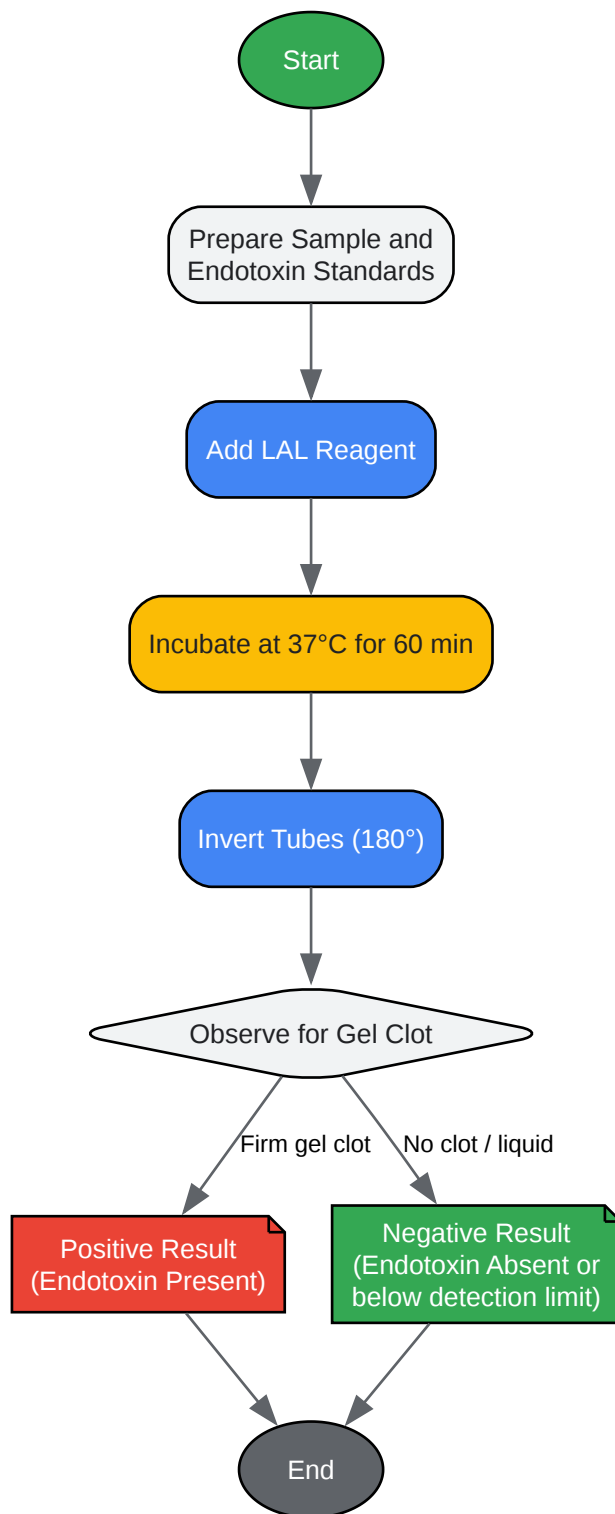 Start
Prepare Sample and
Endotoxin Standards
Add LAL Reagent
Incubate at 37°C for 60 min
Invert Tubes (180°)
Observe for Gel Clot
Firm gel clot
No clot / liquid
Positive Result
(Endotoxin Present)
Negative Result
(Endotoxin Absent or
below detection limit)
End